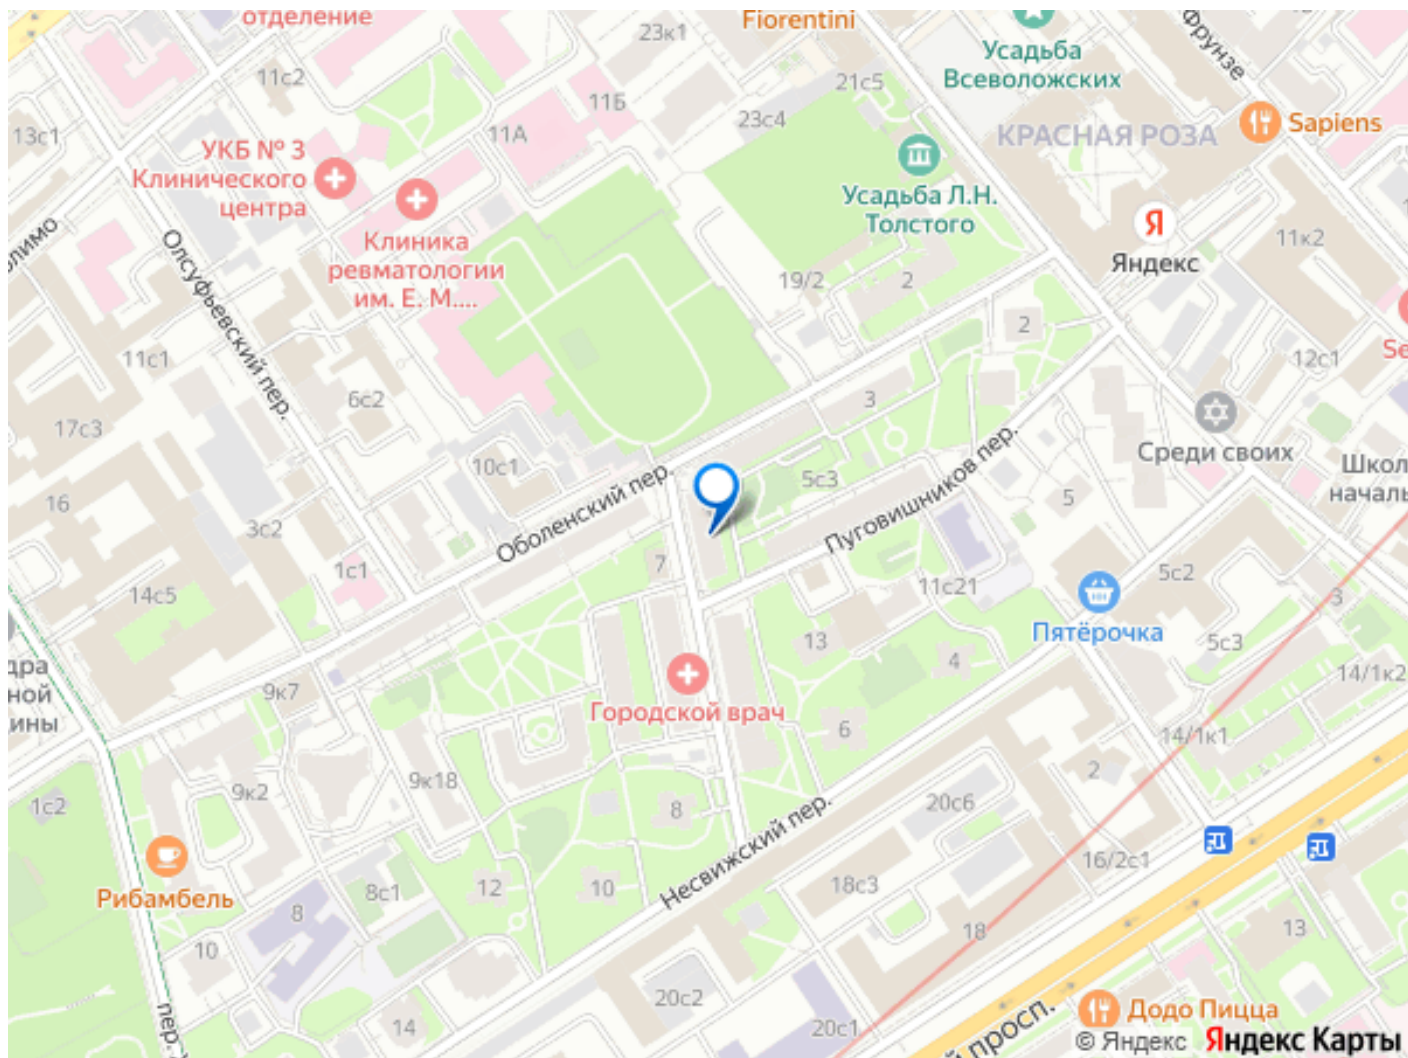 отделение
23к1
Fiorentini
Усадьба
Всеволожских
Фрунзе
11с2
21с5
13с1
11Б
23с4
11А
КРАСНАЯ РОЗА
Sapiens
УКБ № 3
Клинического
центра
Усадьба Л.Н.
Толстого
Клиника
ревматологии
им. Е. М....
Я
Яндекс
11к2
Олсуфьевский пер.
19/2
2
2
11с1
12с1
Se
6с2
3
17с3
Среди своих
10с1
5с3
Школ
началь
16
3с2
5
Оболенский пер.
Пуговишников пер.
1с1
7
14с5
11с21
5с2
3
Пятёрочка
13
5с3
4
дра
ной
ины
9к7
14/1к2
Городской врач
6
14/1к1
9к18
9к2
2
1с2
8
20с6
Несвижский пер.
16/2с1
Рибамбель
8с1
12
10
18с3
8
18
13
10
20с2
14
20с1
пер.
Додо Пицца
й просп.
© Яндекс Яндекс Карты